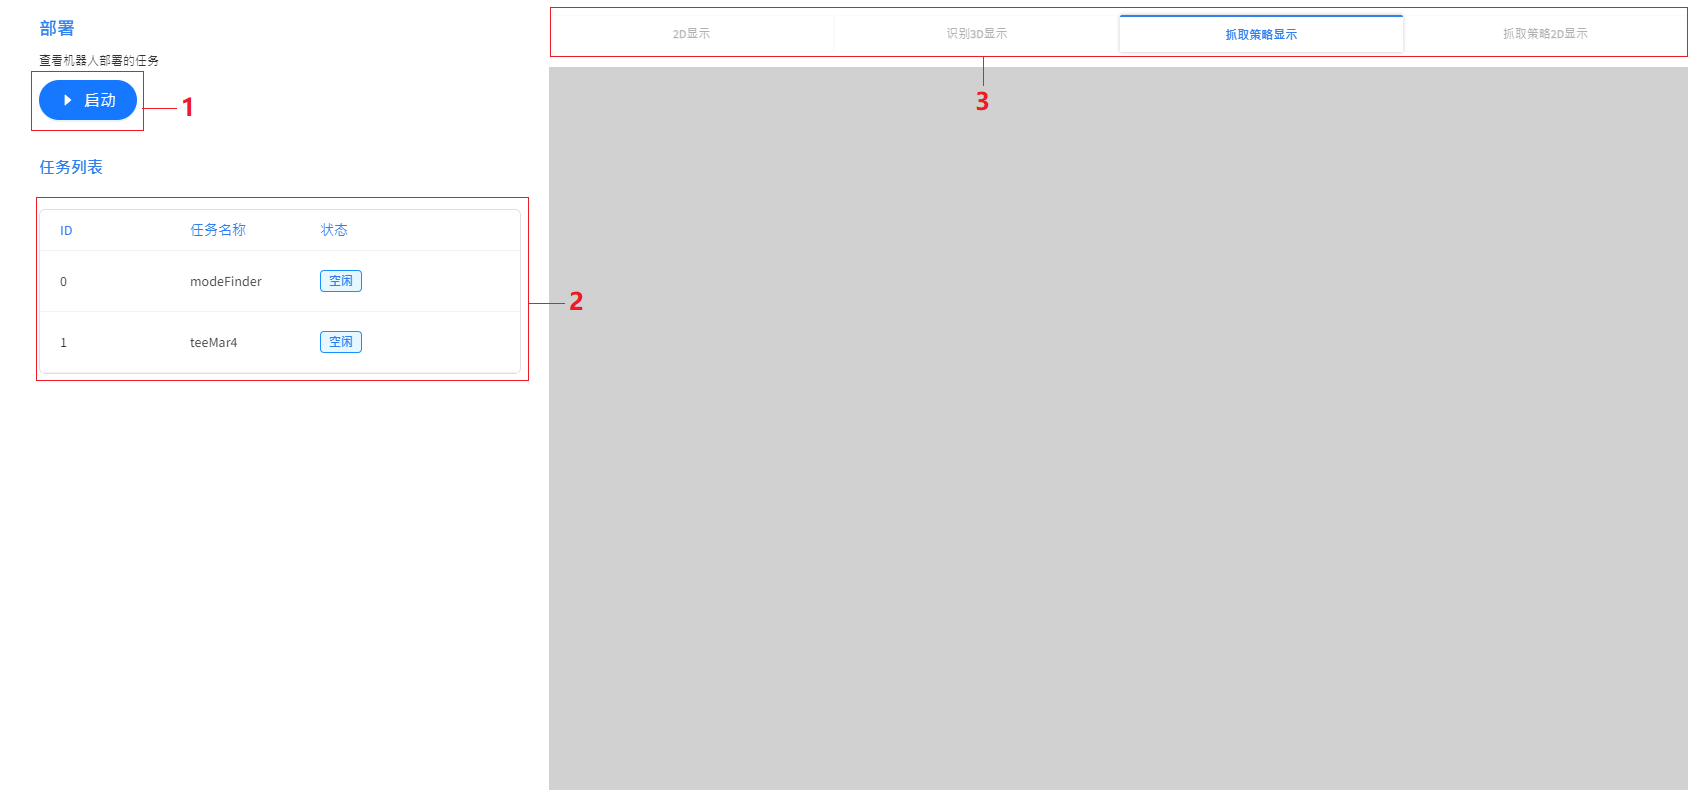 部署
查看机器人部署的任务
启动
1
任务列表
ID 任务名称 状态
0 modeFinder 空闲
1 teeMar4 空闲
2
2D显示 识别3D显示 抓取策略显示 抓取策略2D显示
3